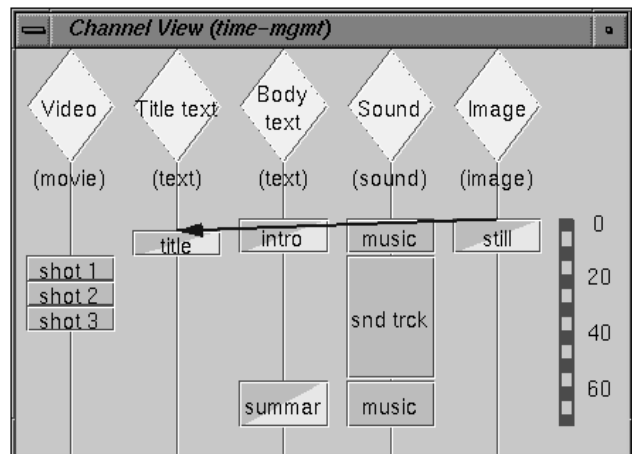 Channel View (time-mgmt)
Video
Title text
Body
text
Sound
Image
(movie)
(text)
(text)
(sound)
(image)
title
intro
music
still
shot 1
shot 2
shot 3
snd trck
summar
music
0
20
40
60